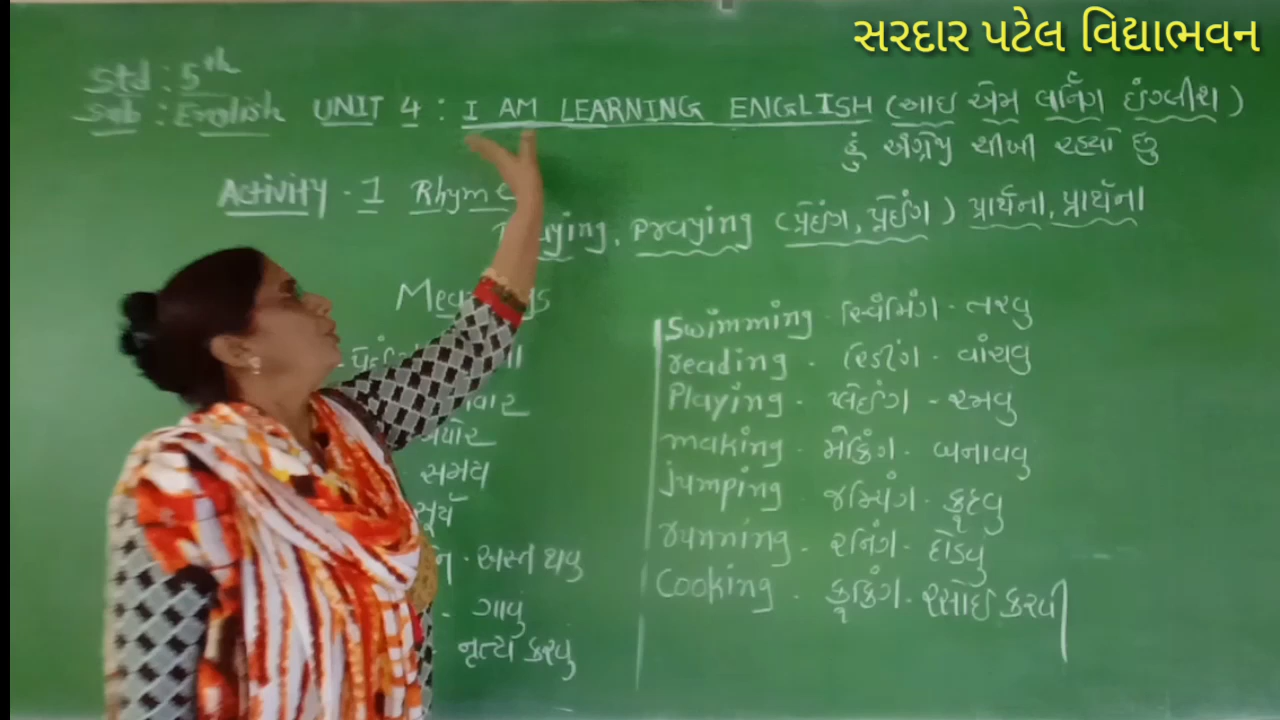 સરદાર પટેલ વિદ્યાભવન
Std : 5th
Sub : English UNIT 4 : I AM LEARNING ENGLISH (આઇ એમ લર્નિંગ ઇંગ્લીશ)
હું અંગ્રેજી શીખી રહ્યો છુ
Activity - 1 Rhyme
Praying (પ્રેઇંગ, પ્રેઇંગ) પ્રાર્થના, પ્રાર્થના
Swimming - સ્વિમિંગ - તરવુ
reading - રિડીંગ - વાંચવુ
Playing - પ્લેઇંગ - રમવુ
વાર
making - મેકિંગ - બનાવવુ
બપોર
સમય
jumping - જમ્પિંગ - કૂદવુ
સૂર્ય
running - રનિંગ - દોડવુ
- અસ્ત થવુ
Cooking - કૂકિંગ - રસોઈ કરવી
- ગાવું
નૃત્ય કરવું